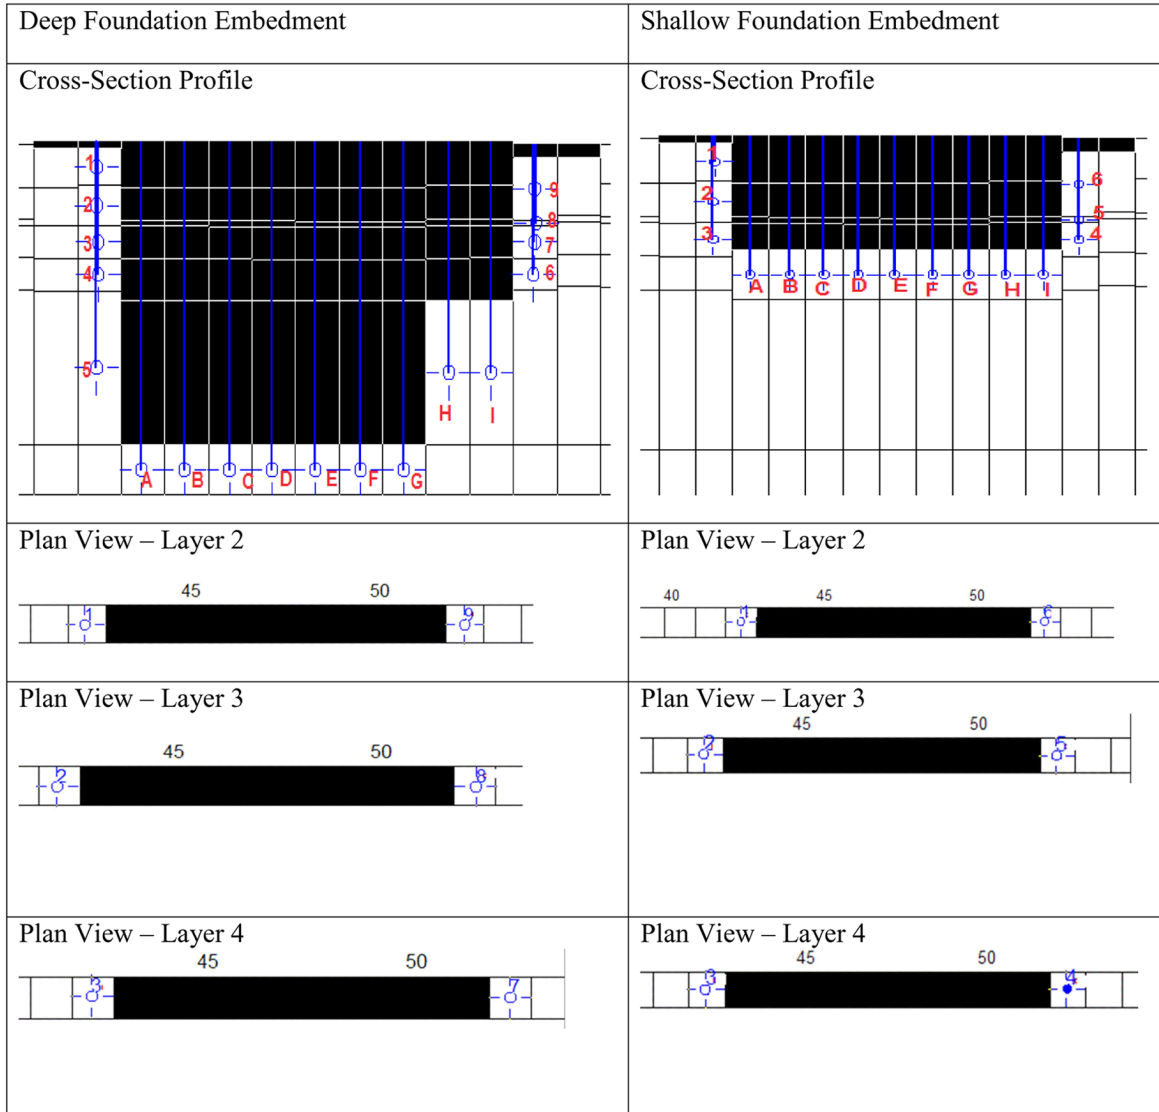 Deep Foundation Embedment
Shallow Foundation Embedment
Cross-Section Profile
1
2
3
4
5
9
8
7
6
H
I
A
B
C
D
E
F
G
Cross-Section Profile
1
2
3
6
5
4
A
B
C
D
E
F
G
H
I
Plan View – Layer 2
45 50
1 9
Plan View – Layer 2
40 45 50
1 6
Plan View – Layer 3
45 50
2 8
Plan View – Layer 3
45 50
2 5
Plan View – Layer 4
45 50
3 7
Plan View – Layer 4
45 50
3 4